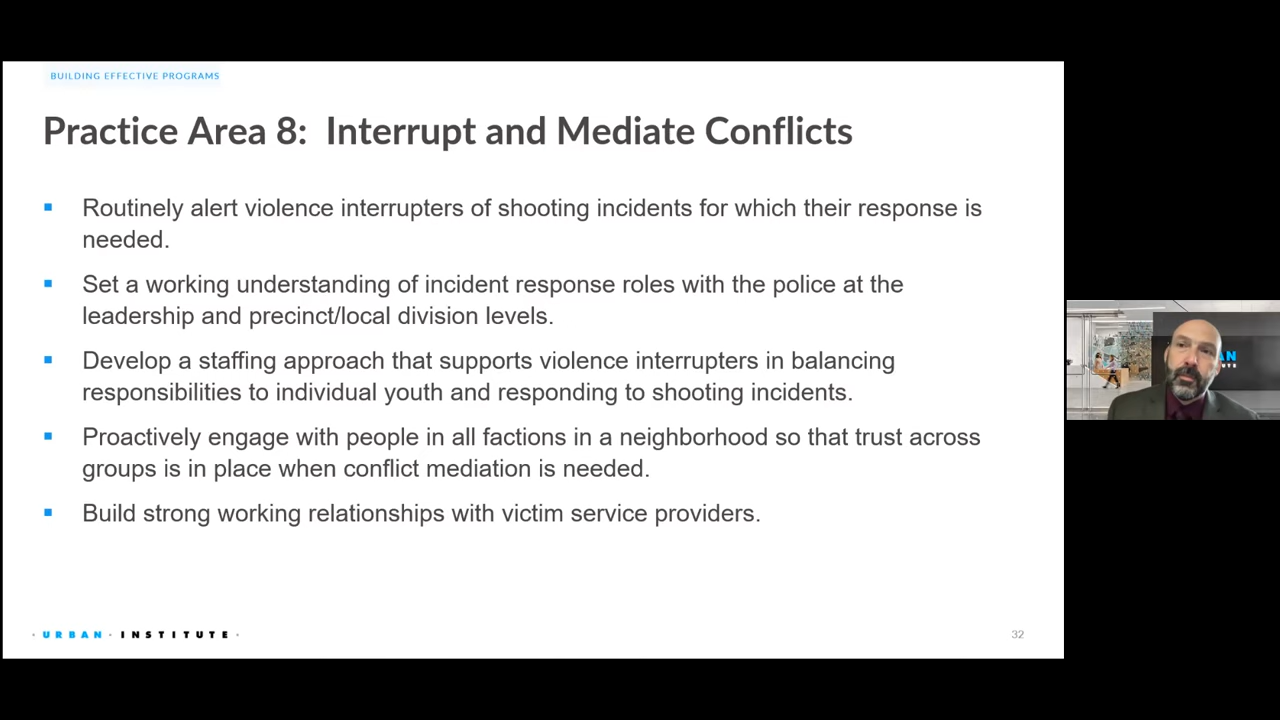 BUILDING EFFECTIVE PROGRAMS
Practice Area 8: Interrupt and Mediate Conflicts
▪ Routinely alert violence interrupters of shooting incidents for which their response is
needed.
▪ Set a working understanding of incident response roles with the police at the
leadership and precinct/local division levels.
▪ Develop a staffing approach that supports violence interrupters in balancing
responsibilities to individual youth and responding to shooting incidents.
▪ Proactively engage with people in all factions in a neighborhood so that trust across
groups is in place when conflict mediation is needed.
▪ Build strong working relationships with victim service providers.
· URBAN · INSTITUTE ·
32